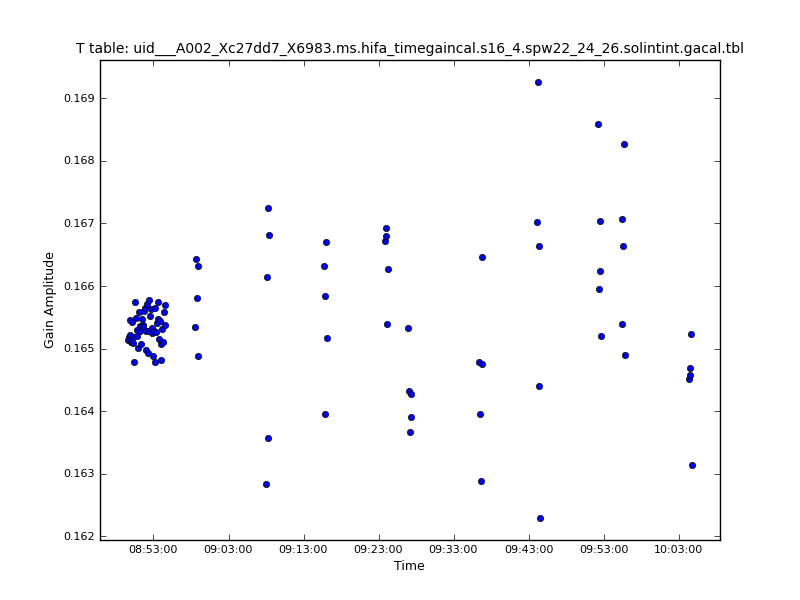 T table: uid___A002_Xc27dd7_X6983.ms.hifa_timegaincal.s16_4.spw22_24_26.solintint.gacal.tbl
0.169
0.168
0.167
0.166
0.165
0.164
0.163
0.162
Gain Amplitude
08:53:00 09:03:00 09:13:00 09:23:00 09:33:00 09:43:00 09:53:00 10:03:00
Time